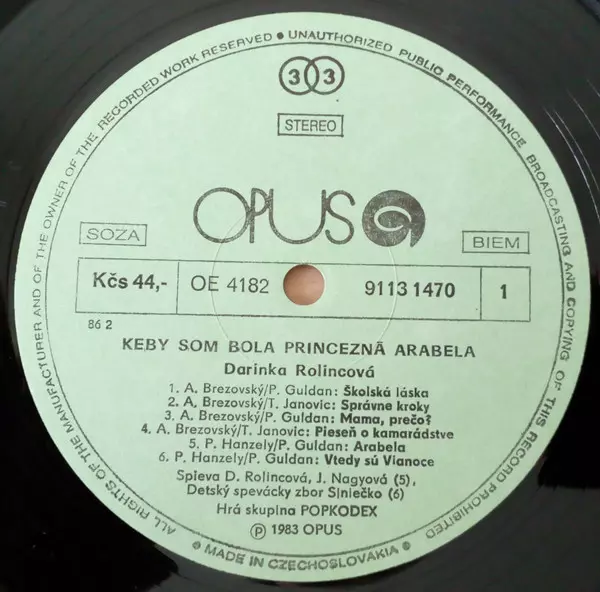 ALL RIGHTS OF THE MANUFACTURER AND OF THE OWNER OF THE RECORDED WORK RESERVED • UNAUTHORIZED PUBLIC PERFORMANCE BROADCASTING AND COPYING OF THIS RECORD PROHIBITED
• MADE IN CZECHOSLOVAKIA •
33
STEREO
OPUS
SOZA
BIEM
Kčs 44,- OE 4182 9113 1470 1
86 2
KEBY SOM BOLA PRINCEZNÁ ARABELA
Darinka Rolincová
1. A. Brezovský/P. Guldan: Školská láska
2. A. Brezovský/T. Janovic: Správne kroky
3. A. Brezovský/P. Guldan: Mama, prečo?
4. A. Brezovský/T. Janovic: Pieseň o kamarádstve
5. P. Hanzely/P. Guldan: Arabela
6. P. Hanzely/P. Guldan: Vtedy sú Vianoce
Spieva D. Rolincová, J. Nagyová (5),
Detský spevácky zbor Slniečko (6)
Hrá skupina POPKODEX
Ⓟ 1983 OPUS